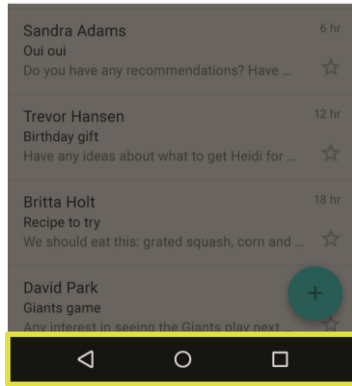 Sandra Adams 6 hr
Oui oui
Do you have any recommendations? Have ...
Trevor Hansen 12 hr
Birthday gift
Have any ideas about what to get Heidi for ...
Britta Holt 18 hr
Recipe to try
We should eat this: grated squash, corn and ...
David Park
Giants game
Any interest in seeing the Giants play next